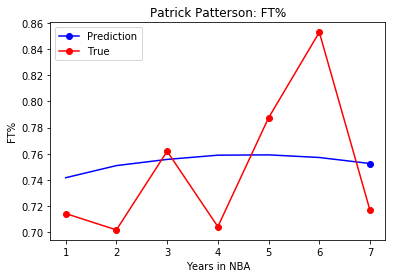 Patrick Patterson: FT%
Prediction
True
0.86
0.84
0.82
0.80
0.78
0.76
0.74
0.72
0.70
FT%
1 2 3 4 5 6 7
Years in NBA